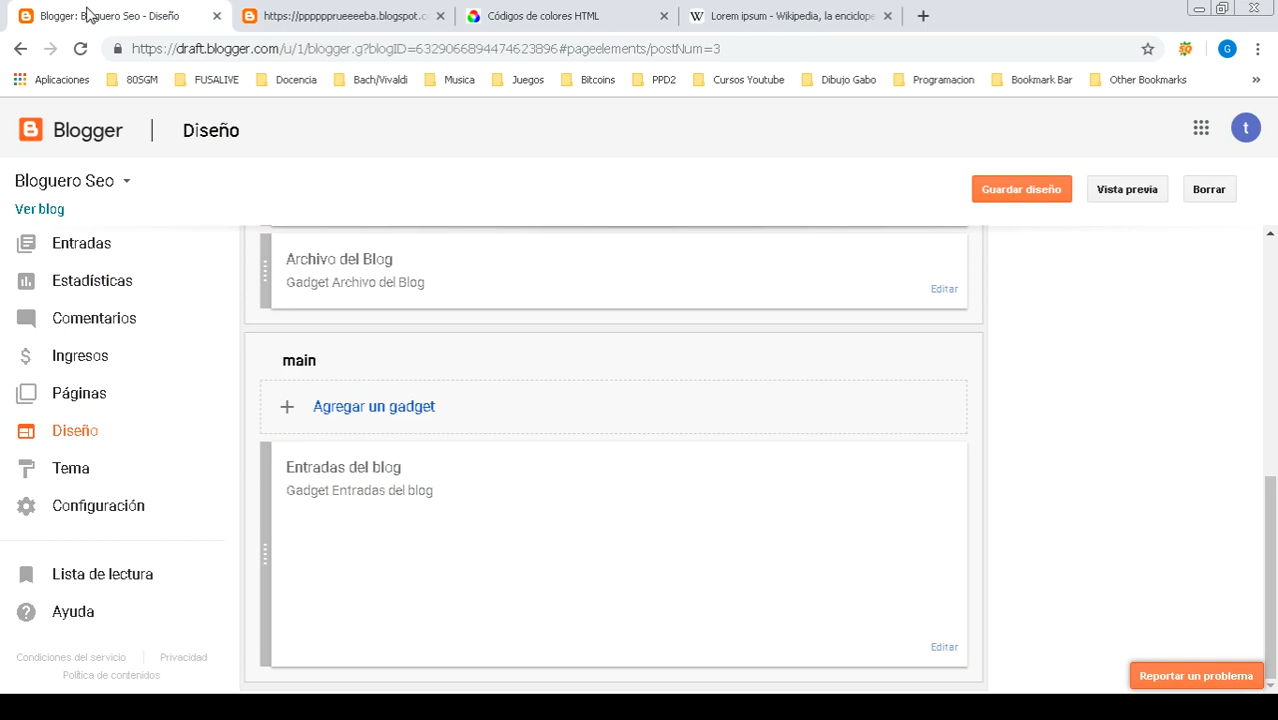 Blogger: Bloguero Seo - Diseño
https://pppppprueeeeba.blogspot.c
Códigos de colores HTML
Lorem ipsum - Wikipedia, la enciclope
https://draft.blogger.com/u/1/blogger.g?blogID=6329066894474623896#pageelements/postNum=3
G
Aplicaciones
80SGM
FUSALIVE
Docencia
Bach/Vivaldi
Musica
Juegos
Bitcoins
PPD2
Cursos Youtube
Dibujo Gabo
Programacion
Bookmark Bar
Other Bookmarks
»
Blogger
Diseño
t
Bloguero Seo
Ver blog
Guardar diseño
Vista previa
Borrar
Entradas
Estadísticas
Comentarios
Ingresos
Páginas
Diseño
Tema
Configuración
Lista de lectura
Ayuda
Condiciones del servicio
Privacidad
Política de contenidos
Archivo del Blog
Gadget Archivo del Blog
Editar
main
+ Agregar un gadget
Entradas del blog
Gadget Entradas del blog
Editar
Reportar un problema